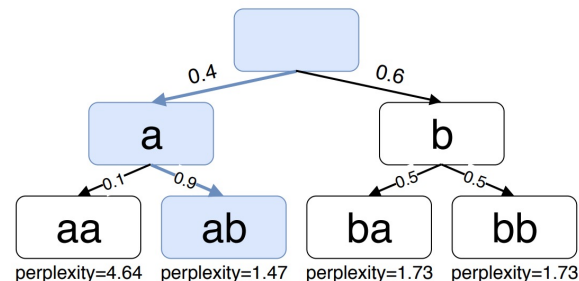 0.4 0.6
a b
0.1 0.9 0.5 0.5
aa ab ba bb
perplexity=4.64 perplexity=1.47 perplexity=1.73 perplexity=1.73